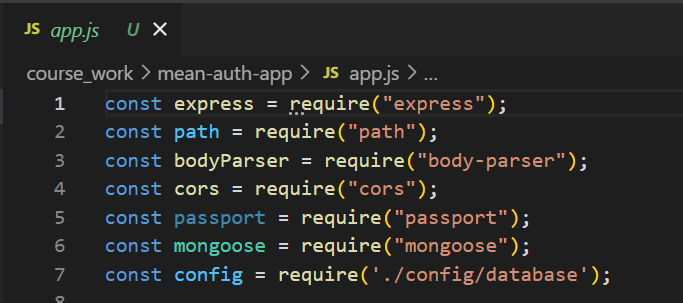 JS app.js U ×
course_work > mean-auth-app > JS app.js > ...
1 const express = require("express");
2 const path = require("path");
3 const bodyParser = require("body-parser");
4 const cors = require("cors");
5 const passport = require("passport");
6 const mongoose = require("mongoose");
7 const config = require('./config/database');
8